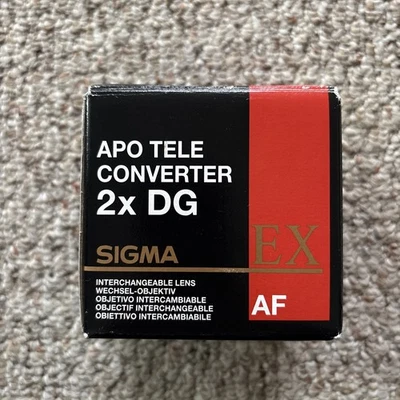 APO TELE
CONVERTER
2x DG
SIGMA
EX
INTERCHANGEABLE LENS
WECHSEL-OBJEKTIV
OBJETIVO INTERCAMBIABLE
OBJECTIF INTERCHANGEABLE
OBIETTIVO INTERCAMBIABILE
AF